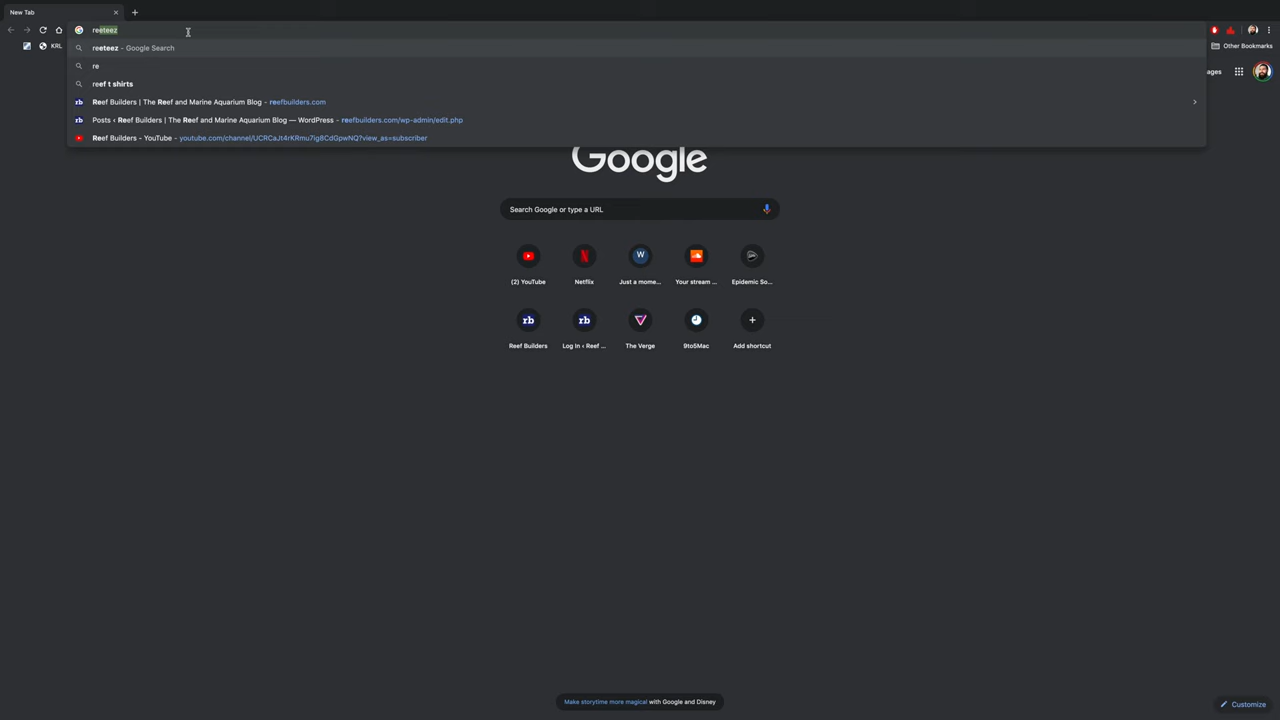 New Tab
reeteez
KRL
Other Bookmarks
reeteez - Google Search
re
reef t shirts
Reef Builders | The Reef and Marine Aquarium Blog - reefbuilders.com
Posts ‹ Reef Builders | The Reef and Marine Aquarium Blog — WordPress - reefbuilders.com/wp-admin/edit.php
Reef Builders - YouTube - youtube.com/channel/UCRCaJt4rKRmu7ig8CdGpwNQ?view_as=subscriber
ages
Google
Search Google or type a URL
W
(2) YouTube Netflix Just a mome... Your stream ... Epidemic So...
rb rb
Reef Builders Log In ‹ Reef ... The Verge 9to5Mac Add shortcut
Make storytime more magical with Google and Disney
Customize